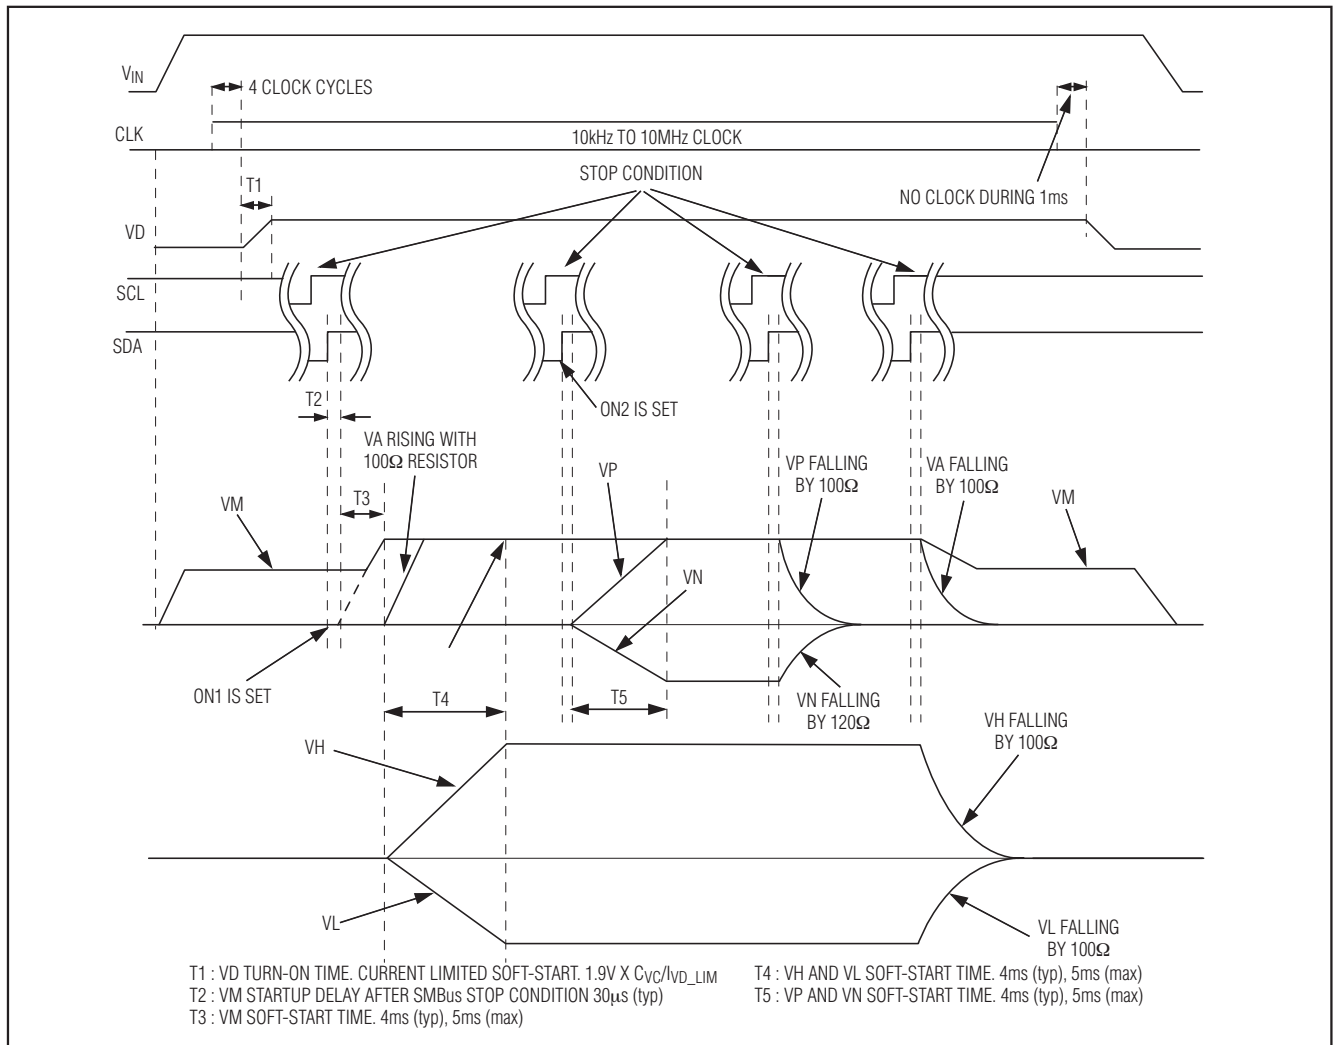 VIN
4 CLOCK CYCLES
CLK
10kHz TO 10MHz CLOCK
STOP CONDITION
T1
NO CLOCK DURING 1ms
VD
SCL
SDA
T2
ON2 IS SET
VA RISING WITH
100Ω RESISTOR
VP
VP FALLING
BY 100Ω
VA FALLING
BY 100Ω
VM
T3
VM
VN
ON1 IS SET
T4
T5
VN FALLING
BY 120Ω
VH
VH FALLING
BY 100Ω
VL
VL FALLING
BY 100Ω
T1 : VD TURN-ON TIME. CURRENT LIMITED SOFT-START. 1.9V X CVC/IVD_LIM
T2 : VM STARTUP DELAY AFTER SMBus STOP CONDITION 30μs (typ)
T3 : VM SOFT-START TIME. 4ms (typ), 5ms (max)
T4 : VH AND VL SOFT-START TIME. 4ms (typ), 5ms (max)
T5 : VP AND VN SOFT-START TIME. 4ms (typ), 5ms (max)